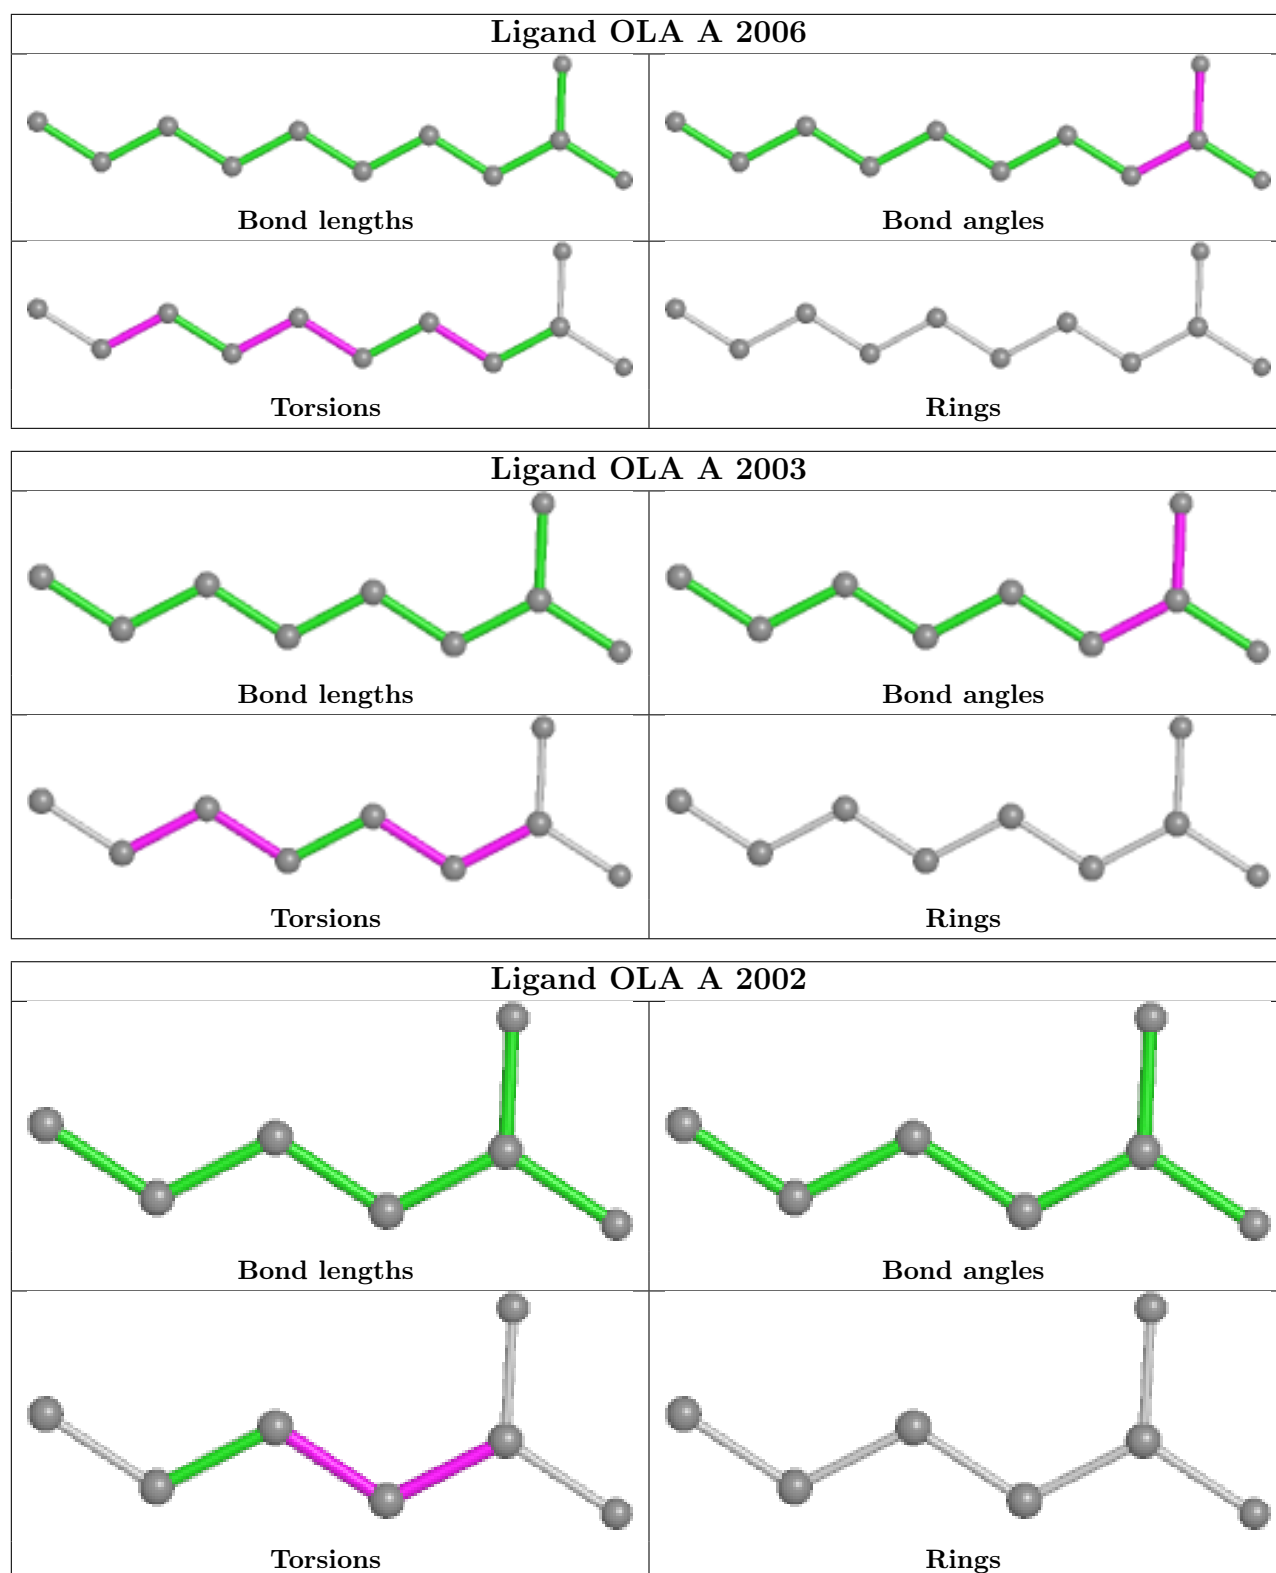 Ligand OLA A 2006
Bond lengths
Bond angles
Torsions
Rings
Ligand OLA A 2003
Bond lengths
Bond angles
Torsions
Rings
Ligand OLA A 2002
Bond lengths
Bond angles
Torsions
Rings